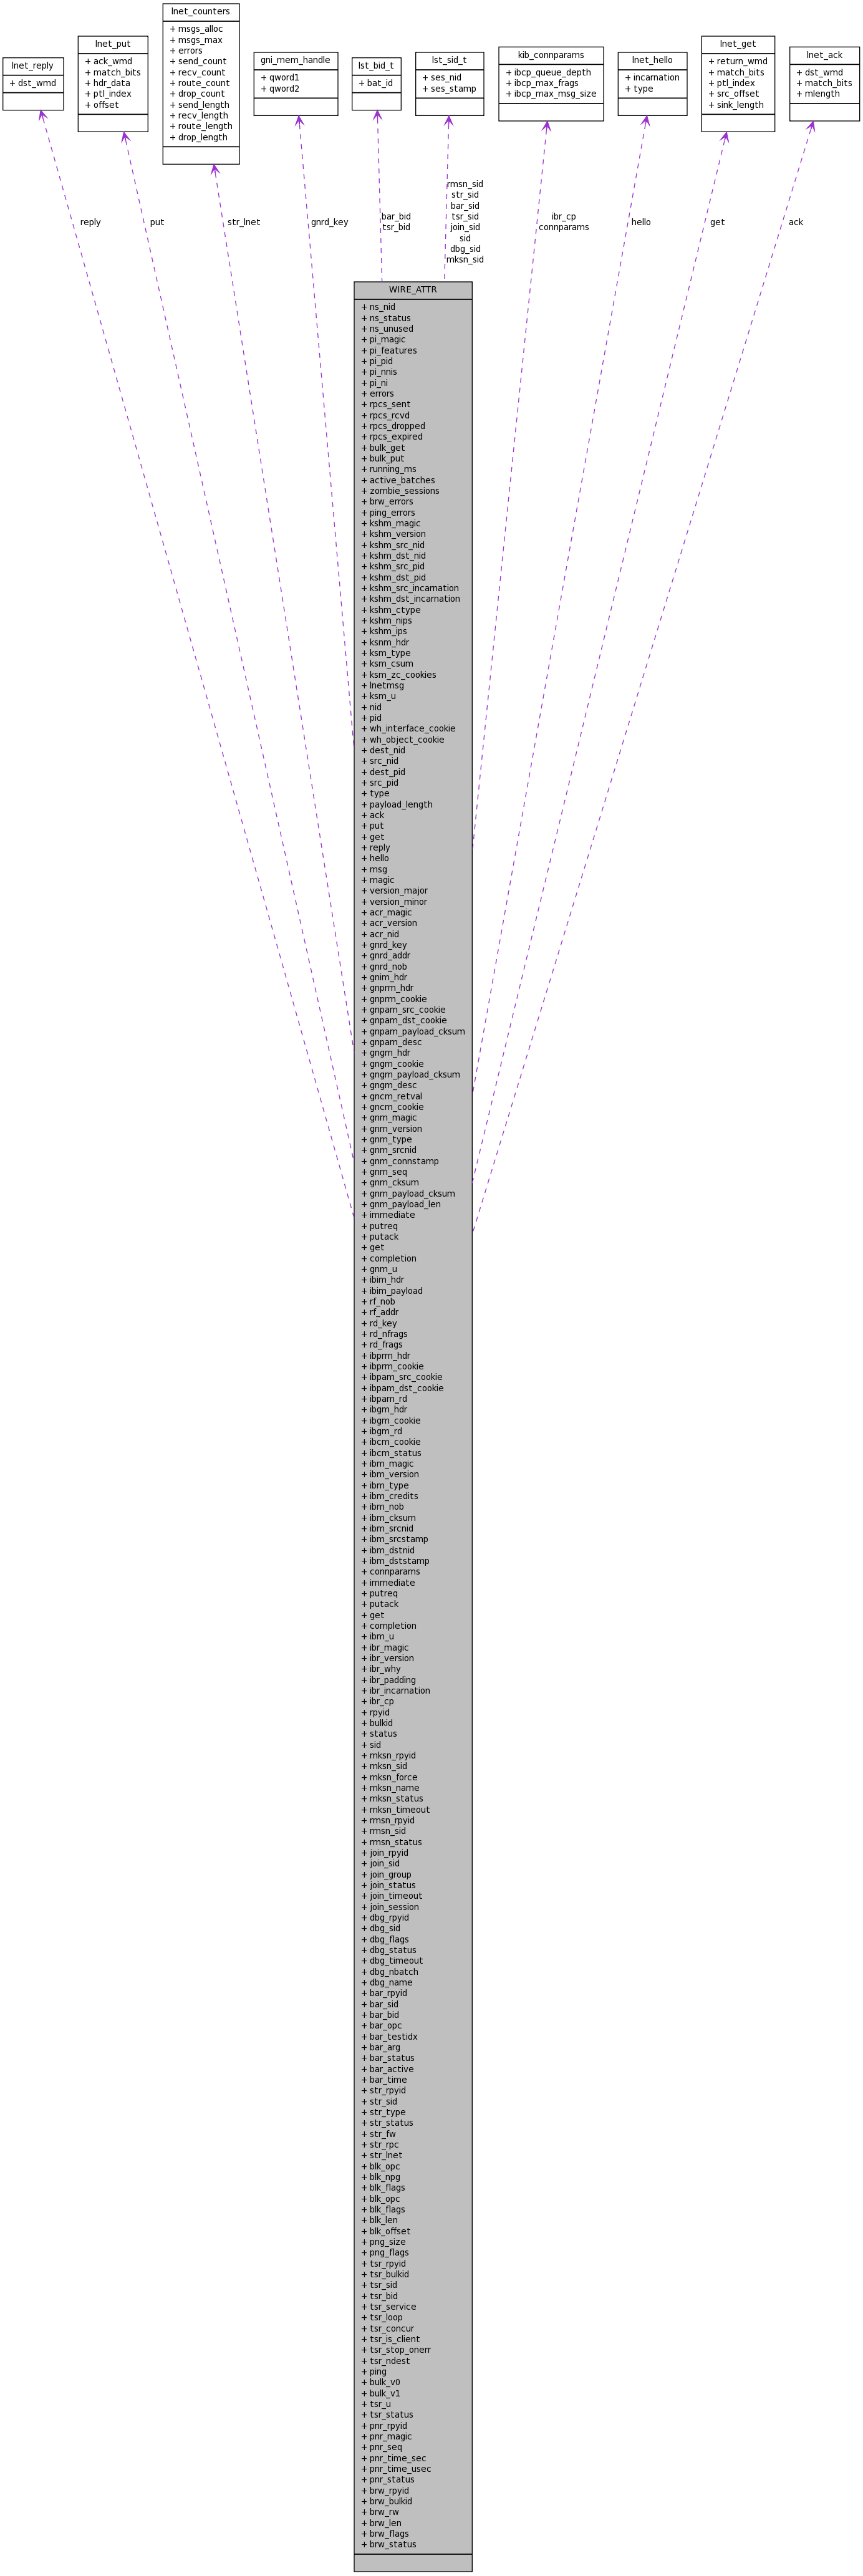 lnet_reply
+ dst_wmd
lnet_put
+ ack_wmd
+ match_bits
+ hdr_data
+ ptl_index
+ offset
lnet_counters
+ msgs_alloc
+ msgs_max
+ errors
+ send_count
+ recv_count
+ route_count
+ drop_count
+ send_length
+ recv_length
+ route_length
+ drop_length
gni_mem_handle
+ qword1
+ qword2
lst_bid_t
+ bat_id
lst_sid_t
+ ses_nid
+ ses_stamp
kib_connparams
+ ibcp_queue_depth
+ ibcp_max_frags
+ ibcp_max_msg_size
lnet_hello
+ incarnation
+ type
lnet_get
+ return_wmd
+ match_bits
+ ptl_index
+ src_offset
+ sink_length
lnet_ack
+ dst_wmd
+ match_bits
+ mlength
reply
put
str_lnet
gnrd_key
bar_bid
tsr_bid
rmsn_sid
str_sid
bar_sid
tsr_sid
join_sid
sid
dbg_sid
mksn_sid
ibr_cp
connparams
hello
get
ack
WIRE_ATTR
+ ns_nid
+ ns_status
+ ns_unused
+ pi_magic
+ pi_features
+ pi_pid
+ pi_nnis
+ pi_ni
+ errors
+ rpcs_sent
+ rpcs_rcvd
+ rpcs_dropped
+ rpcs_expired
+ bulk_get
+ bulk_put
+ running_ms
+ active_batches
+ zombie_sessions
+ brw_errors
+ ping_errors
+ kshm_magic
+ kshm_version
+ kshm_src_nid
+ kshm_dst_nid
+ kshm_src_pid
+ kshm_dst_pid
+ kshm_src_incarnation
+ kshm_dst_incarnation
+ kshm_ctype
+ kshm_nips
+ kshm_ips
+ ksnm_hdr
+ ksm_type
+ ksm_csum
+ ksm_zc_cookies
+ lnetmsg
+ ksm_u
+ nid
+ pid
+ wh_interface_cookie
+ wh_object_cookie
+ dest_nid
+ src_nid
+ dest_pid
+ src_pid
+ type
+ payload_length
+ ack
+ put
+ get
+ reply
+ hello
+ msg
+ magic
+ version_major
+ version_minor
+ acr_magic
+ acr_version
+ acr_nid
+ gnrd_key
+ gnrd_addr
+ gnrd_nob
+ gnim_hdr
+ gnprm_hdr
+ gnprm_cookie
+ gnpam_src_cookie
+ gnpam_dst_cookie
+ gnpam_payload_cksum
+ gnpam_desc
+ gngm_hdr
+ gngm_cookie
+ gngm_payload_cksum
+ gngm_desc
+ gncm_retval
+ gncm_cookie
+ gnm_magic
+ gnm_version
+ gnm_type
+ gnm_srcnid
+ gnm_connstamp
+ gnm_seq
+ gnm_cksum
+ gnm_payload_cksum
+ gnm_payload_len
+ immediate
+ putreq
+ putack
+ get
+ completion
+ gnm_u
+ ibim_hdr
+ ibim_payload
+ rf_nob
+ rf_addr
+ rd_key
+ rd_nfrags
+ rd_frags
+ ibprm_hdr
+ ibprm_cookie
+ ibpam_src_cookie
+ ibpam_dst_cookie
+ ibpam_rd
+ ibgm_hdr
+ ibgm_cookie
+ ibgm_rd
+ ibcm_cookie
+ ibcm_status
+ ibm_magic
+ ibm_version
+ ibm_type
+ ibm_credits
+ ibm_nob
+ ibm_cksum
+ ibm_srcnid
+ ibm_srcstamp
+ ibm_dstnid
+ ibm_dststamp
+ connparams
+ immediate
+ putreq
+ putack
+ get
+ completion
+ ibm_u
+ ibr_magic
+ ibr_version
+ ibr_why
+ ibr_padding
+ ibr_incarnation
+ ibr_cp
+ rpyid
+ bulkid
+ status
+ sid
+ mksn_rpyid
+ mksn_sid
+ mksn_force
+ mksn_name
+ mksn_status
+ mksn_timeout
+ rmsn_rpyid
+ rmsn_sid
+ rmsn_status
+ join_rpyid
+ join_sid
+ join_group
+ join_status
+ join_timeout
+ join_session
+ dbg_rpyid
+ dbg_sid
+ dbg_flags
+ dbg_status
+ dbg_timeout
+ dbg_nbatch
+ dbg_name
+ bar_rpyid
+ bar_sid
+ bar_bid
+ bar_opc
+ bar_testidx
+ bar_arg
+ bar_status
+ bar_active
+ bar_time
+ str_rpyid
+ str_sid
+ str_type
+ str_status
+ str_fw
+ str_rpc
+ str_lnet
+ blk_opc
+ blk_npg
+ blk_flags
+ blk_opc
+ blk_flags
+ blk_len
+ blk_offset
+ png_size
+ png_flags
+ tsr_rpyid
+ tsr_bulkid
+ tsr_sid
+ tsr_bid
+ tsr_service
+ tsr_loop
+ tsr_concur
+ tsr_is_client
+ tsr_stop_onerr
+ tsr_ndest
+ ping
+ bulk_v0
+ bulk_v1
+ tsr_u
+ tsr_status
+ pnr_rpyid
+ pnr_magic
+ pnr_seq
+ pnr_time_sec
+ pnr_time_usec
+ pnr_status
+ brw_rpyid
+ brw_bulkid
+ brw_rw
+ brw_len
+ brw_flags
+ brw_status